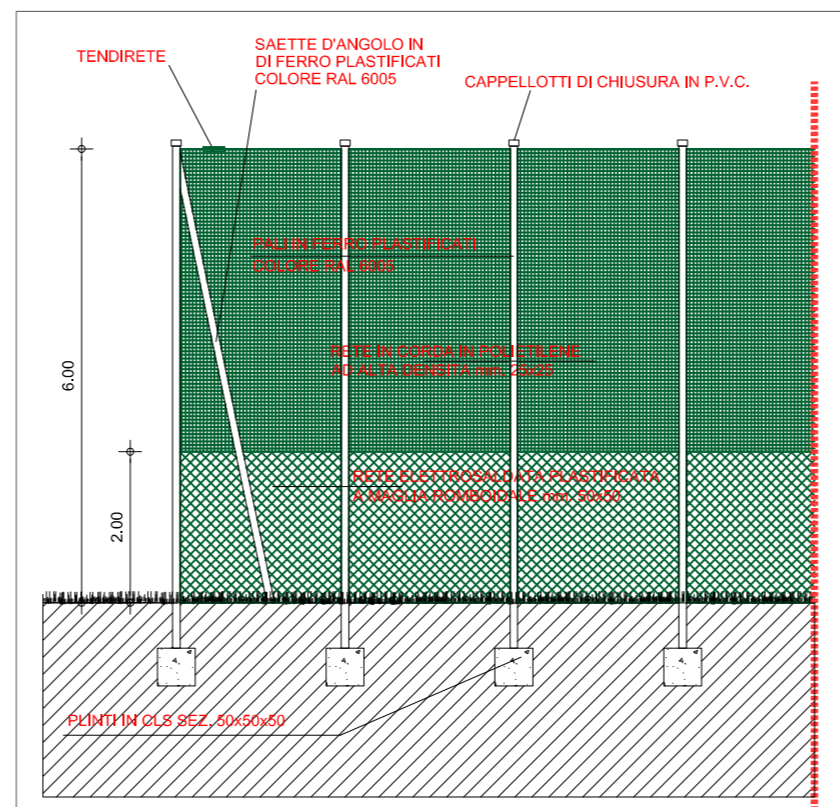 TENDIRETE
SAETTE D'ANGOLO IN
DI FERRO PLASTIFICATI
COLORE RAL 6005
CAPPELLOTTI DI CHIUSURA IN P.V.C.
PALI IN FERRO PLASTIFICATI
COLORE RAL 6005
6.00
RETE IN CORDA IN POLIETILENE
AD ALTA DENSITA mm. 25x25
RETE ELETTROSALDATA PLASTIFICATA
A MAGLIA ROMBOIDALE mm. 50x50
2.00
PLINTI IN CLS SEZ. 50x50x50